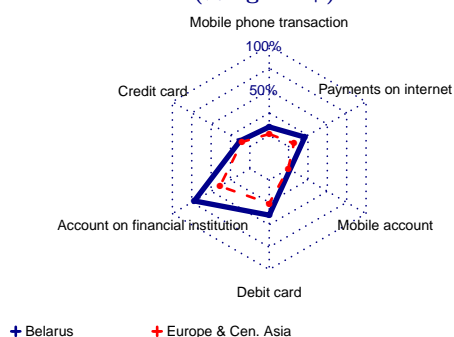 Mobile phone transaction
100%
Credit card
50%
Payments on internet
Account on financial institution
Mobile account
Debit card
Belarus
Europe & Cen. Asia